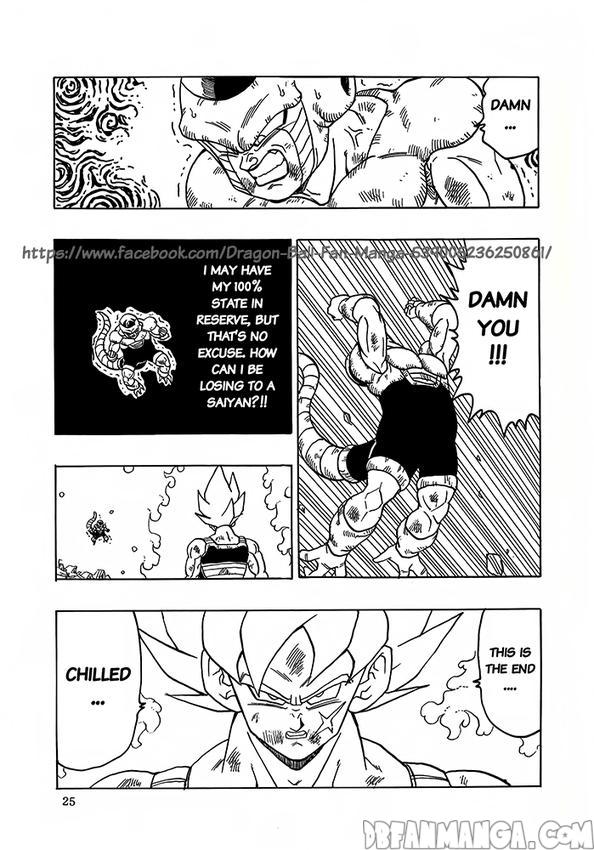 DAMN
...
https://www.facebook.com/Dragon-Ball-Fan-Manga-539008236250861/
DAMN
YOU
!!!
I MAY HAVE
MY 100%
STATE IN
RESERVE, BUT
THAT'S NO
EXCUSE. HOW
CAN I BE
LOSING TO A
SAIYAN?!!
THIS IS
THE END
....
CHILLED
...
25
DBFANMANGA.COM